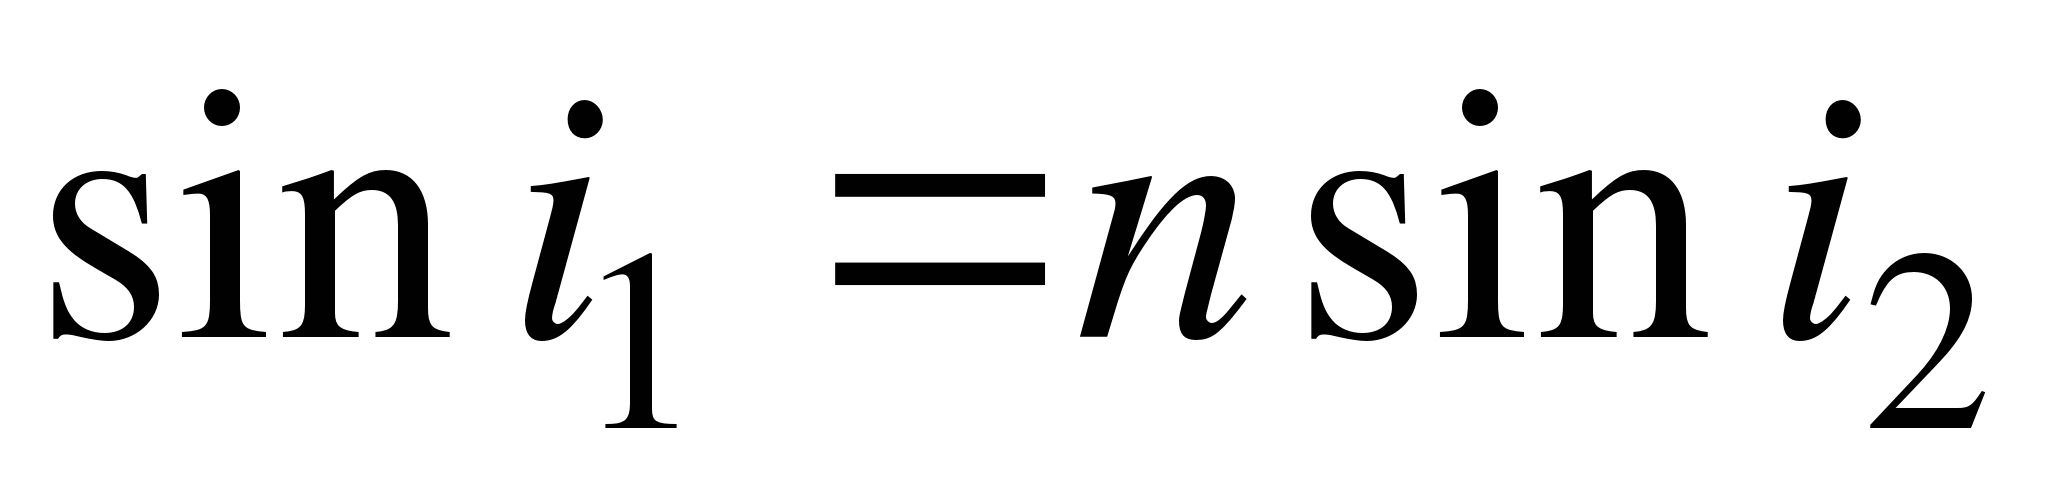 sin i₁ = n sin i₂